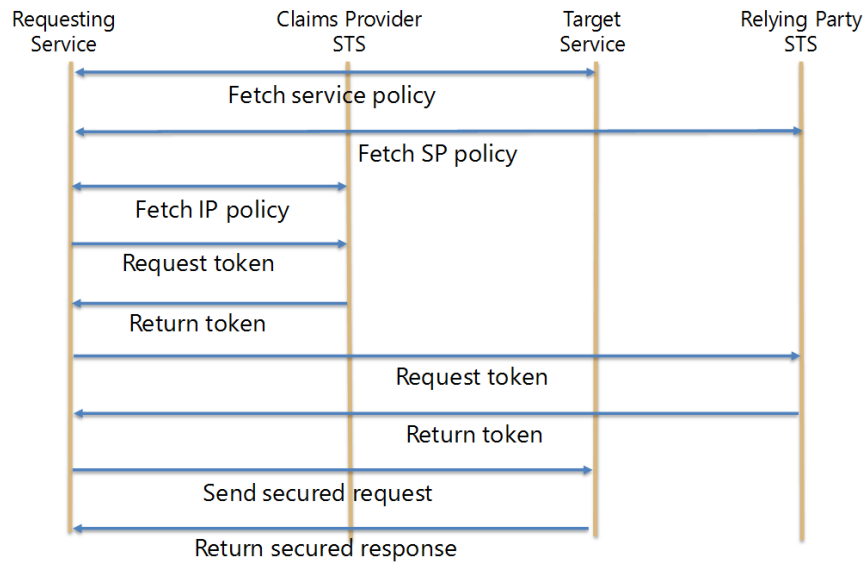 Requesting
Service
Claims Provider
STS
Target
Service
Relying Party
STS
Fetch service policy
Fetch SP policy
Fetch IP policy
Request token
Return token
Request token
Return token
Send secured request
Return secured response